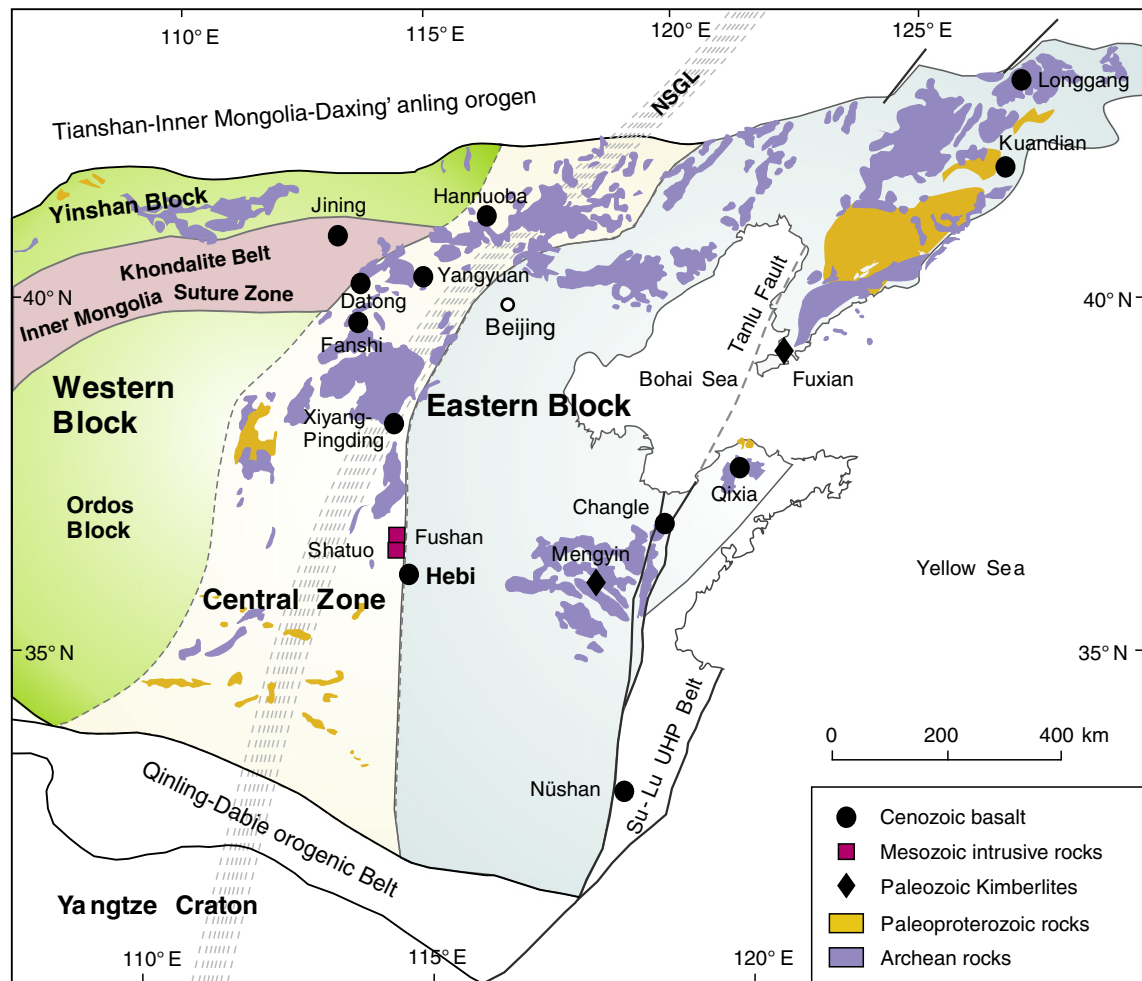 110° E
115° E
120° E
125° E
NSGL
Longgang
Tianshan-Inner Mongolia-Daxing' anling orogen
Kuandian
Yinshan Block
Hannuoba
Jining
Khondalite Belt
Yangyuan
40° N
Inner Mongolia Suture Zone
Datong
40° N
Beijing
Tanlu Fault
Fanshi
Bohai Sea
Fuxian
Western
Block
Eastern Block
Xiyang-
Pingding
Qixia
Ordos
Block
Changle
Fushan
Shatuo
Mengyin
Hebi
Yellow Sea
Central Zone
35° N
35° N
Su-Lu UHP Belt
0 200 400 km
Nüshan
Qinling-Dabie orogenic Belt
Cenozoic basalt
Mesozoic intrusive rocks
Paleozoic Kimberlites
Yangtze Craton
Paleoproterozoic rocks
Archean rocks
110° E
115° E
120° E